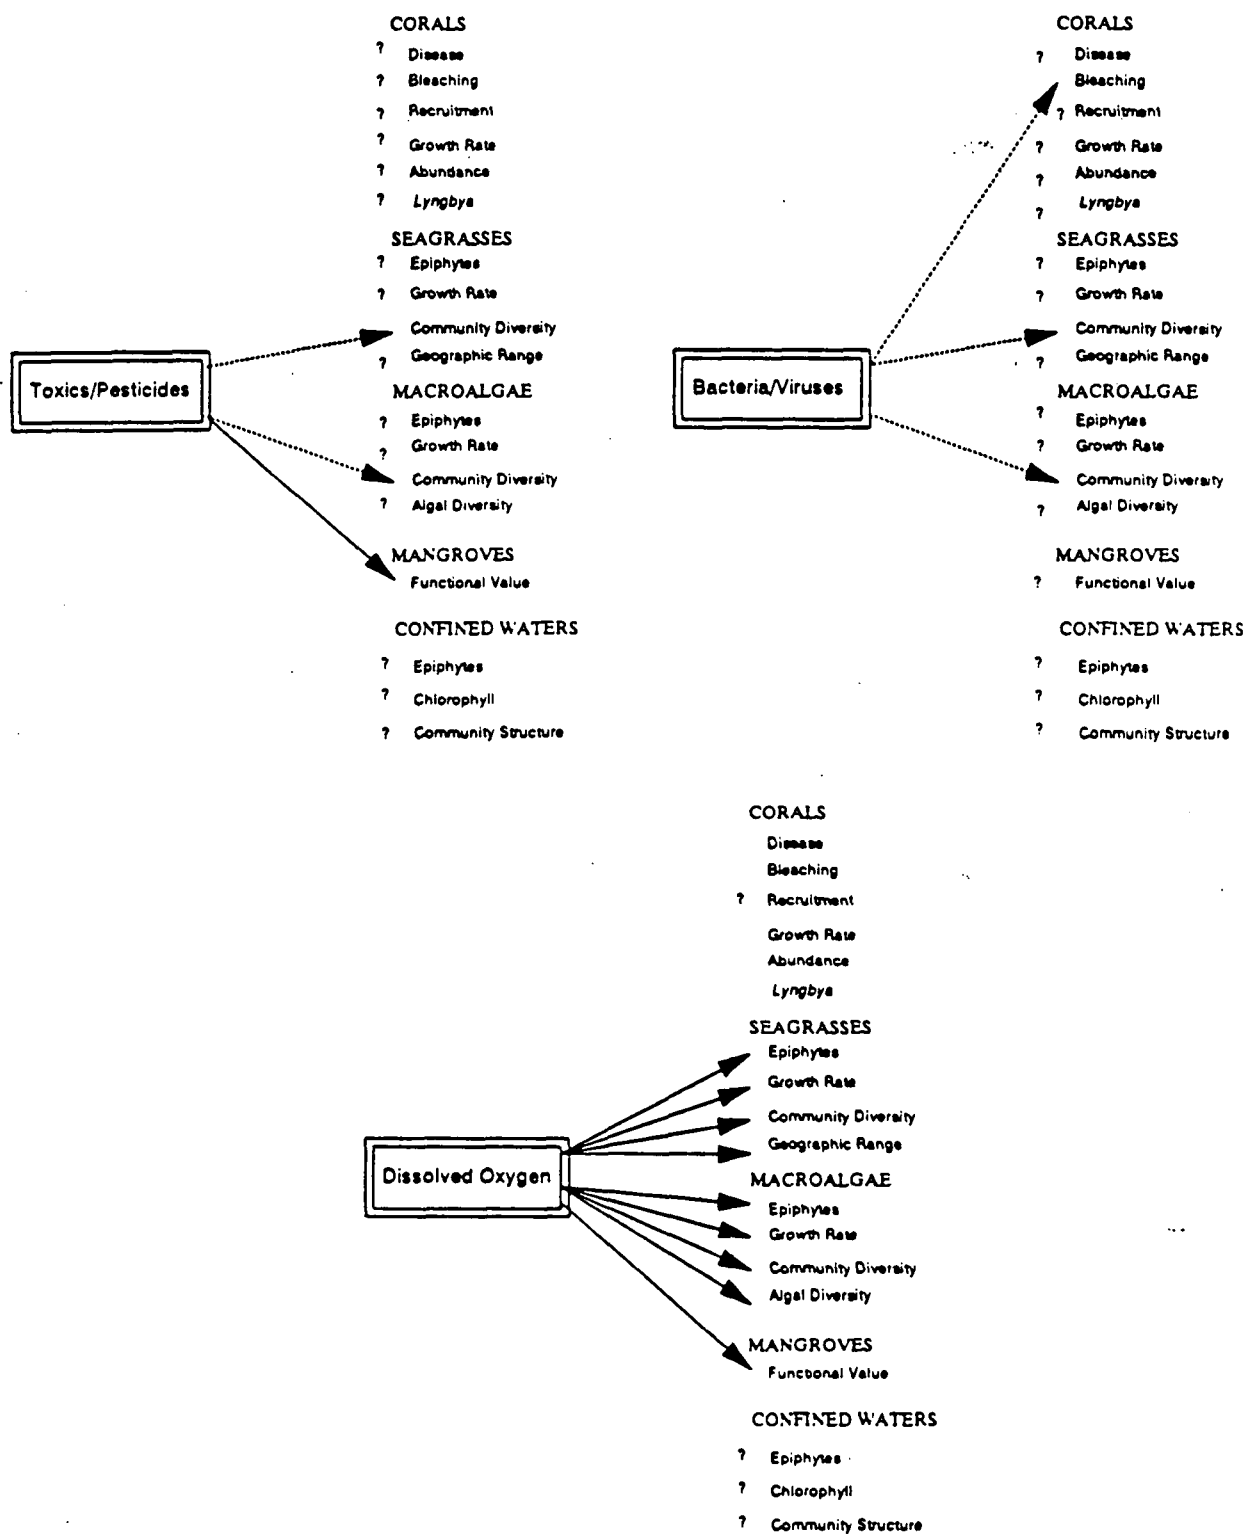 CORALS
? Disease
? Bleaching
? Recruitment
? Growth Rate
? Abundance
? Lyngbya
SEAGRASSES
? Epiphytes
? Growth Rate
Community Diversity
? Geographic Range
Toxics/Pesticides
MACROALGAE
? Epiphytes
? Growth Rate
Community Diversity
? Algal Diversity
MANGROVES
Functional Value
CONFINED WATERS
? Epiphytes
? Chlorophyll
? Community Structure
CORALS
? Disease
Bleaching
? Recruitment
? Growth Rate
? Abundance
? Lyngbya
SEAGRASSES
? Epiphytes
? Growth Rate
Community Diversity
? Geographic Range
Bacteria/Viruses
MACROALGAE
? Epiphytes
? Growth Rate
Community Diversity
? Algal Diversity
MANGROVES
? Functional Value
CONFINED WATERS
? Epiphytes
? Chlorophyll
? Community Structure
CORALS
Disease
Bleaching
? Recruitment
Growth Rate
Abundance
Lyngbya
SEAGRASSES
Epiphytes
Growth Rate
Community Diversity
Geographic Range
Dissolved Oxygen
MACROALGAE
Epiphytes
Growth Rate
Community Diversity
Algal Diversity
MANGROVES
Functional Value
CONFINED WATERS
? Epiphytes
? Chlorophyll
? Community Structure